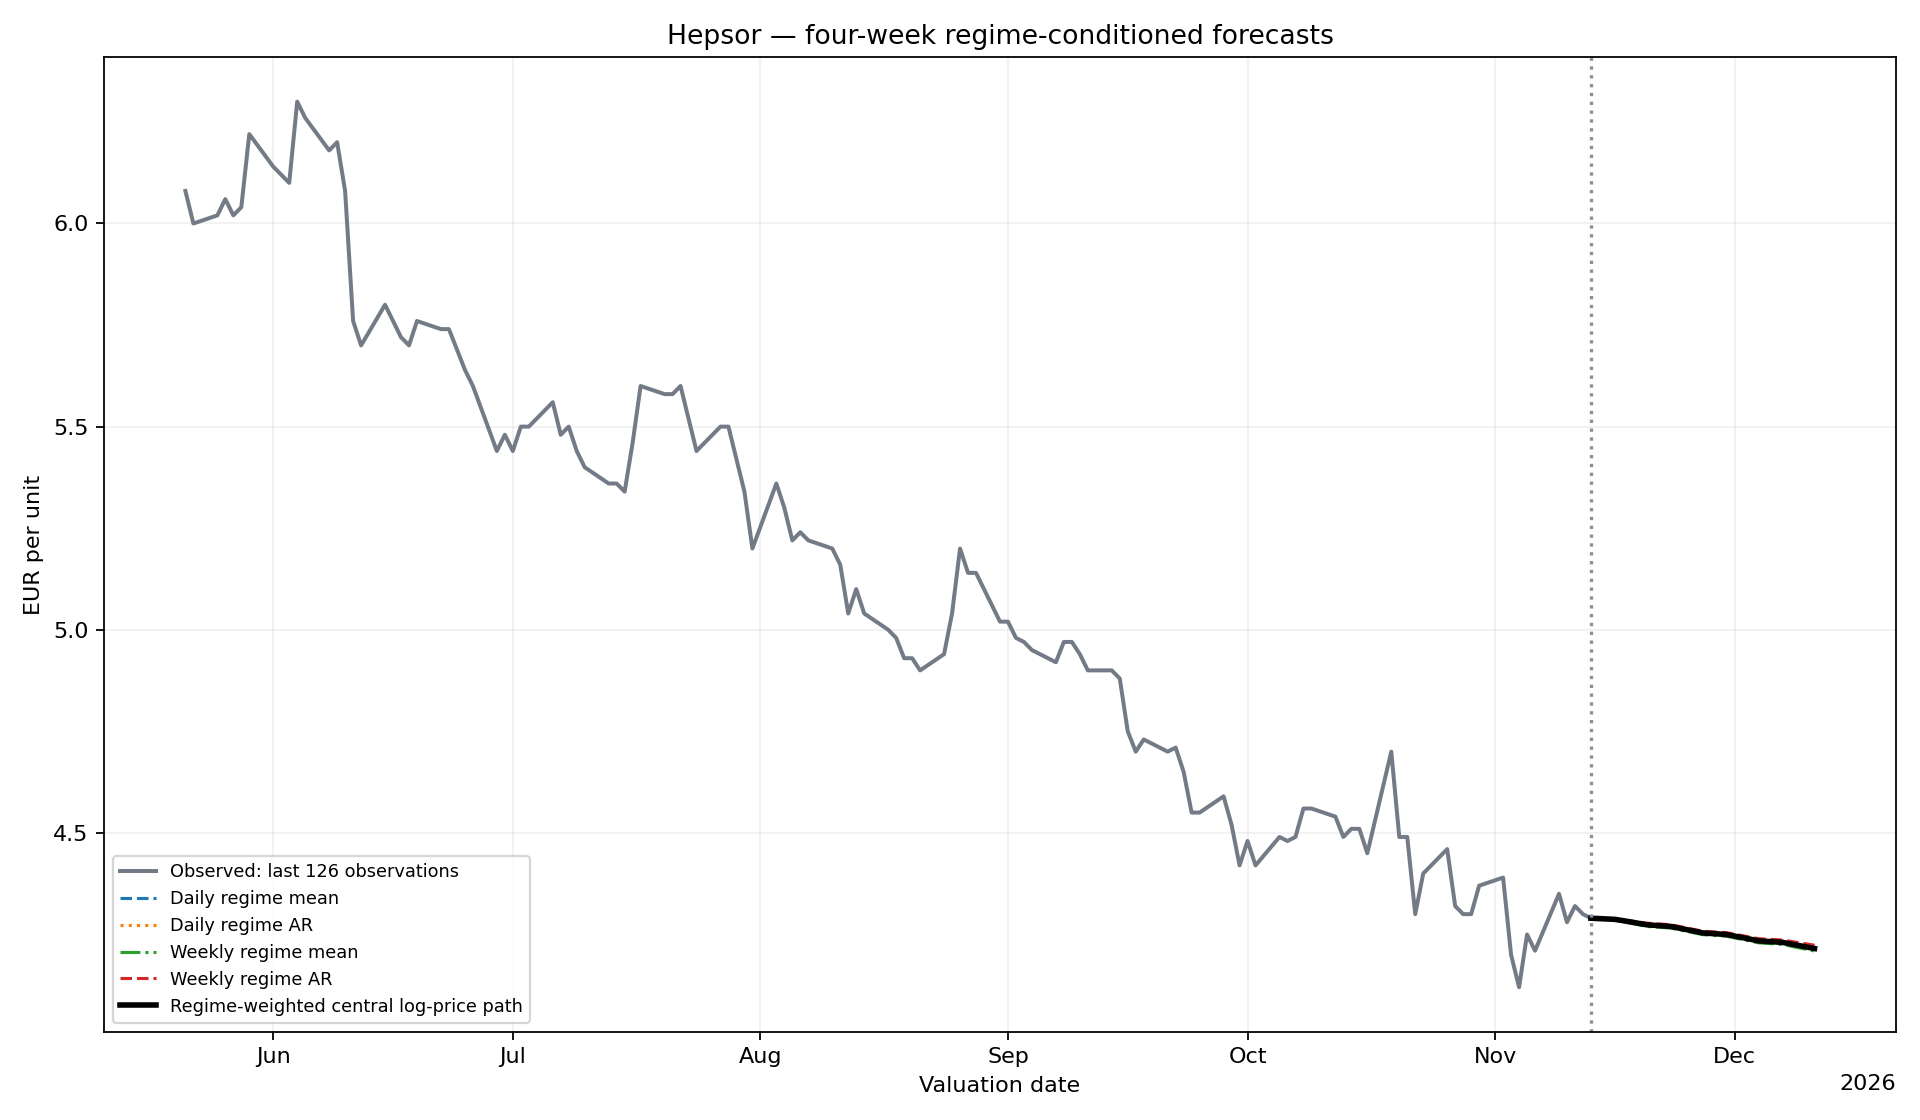 Hepsor — four-week regime-conditioned forecasts
EUR per unit
6.0
5.5
5.0
4.5
Observed: last 126 observations
Daily regime mean
Daily regime AR
Weekly regime mean
Weekly regime AR
Regime-weighted central log-price path
Jun
Jul
Aug
Sep
Oct
Nov
Dec
Valuation date
2026